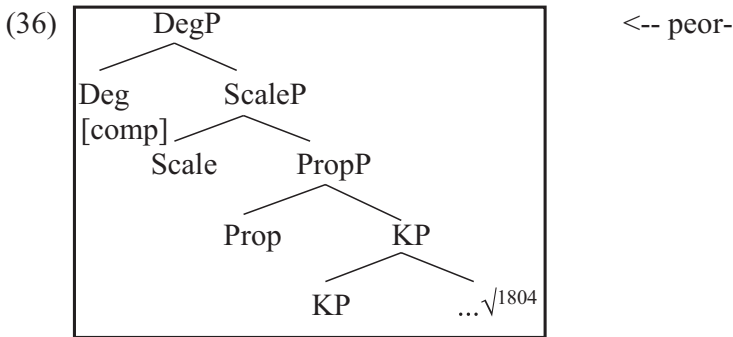 (36) DegP <-- peor-
Deg ScaleP
[comp]
Scale PropP
Prop KP
KP ...√1804